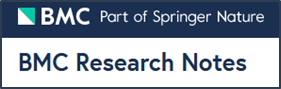 BMC Part of Springer Nature
BMC Research Notes